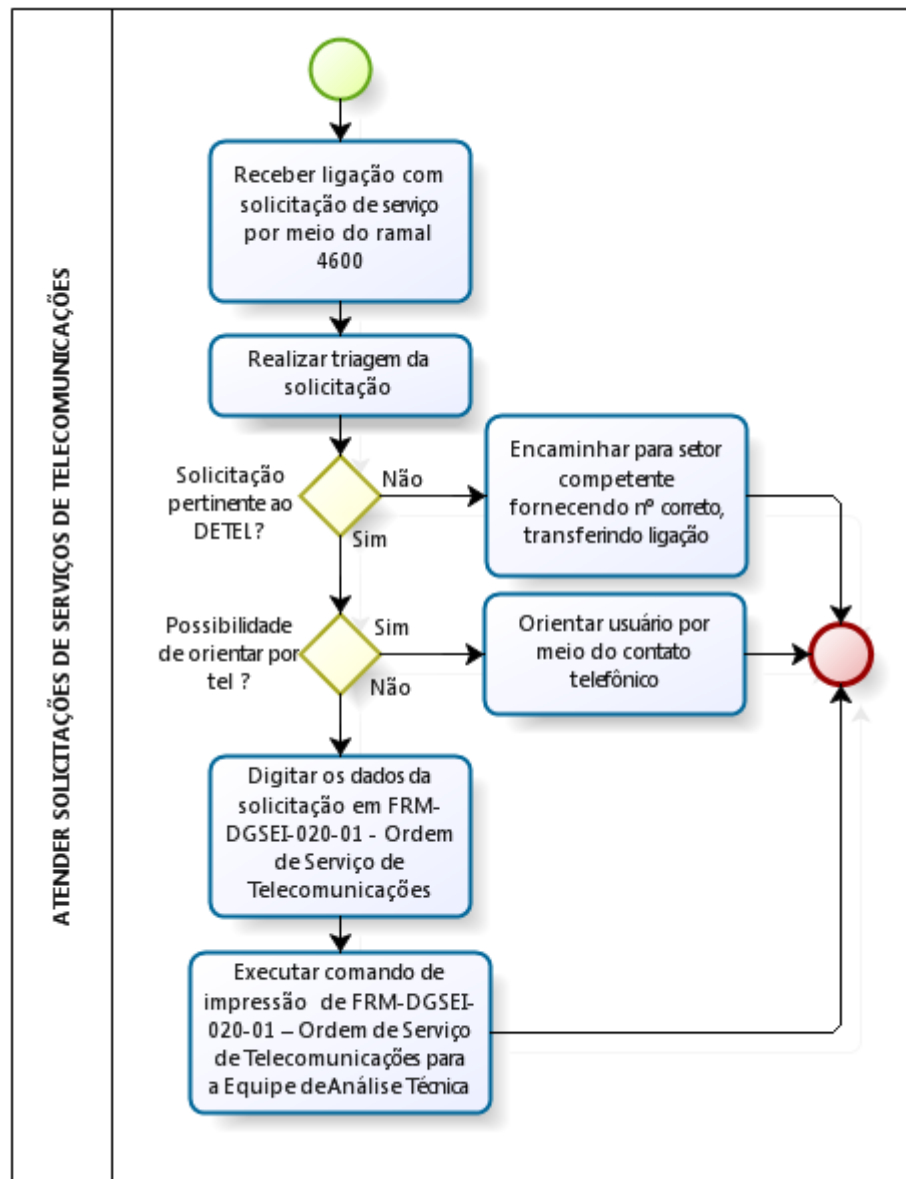 ATENDER SOLICITAÇÕES DE SERVIÇOS DE TELECOMUNICAÇÕES
Receber ligação com
solicitação de serviço
por meio do ramal
4600
Realizar triagem da
solicitação
Solicitação
pertinente ao
DETEL?
Não
Sim
Encaminhar para setor
competente
fornecendo nº correto,
transferindo ligação
Possibilidade
de orientar por
tel ?
Sim
Não
Orientar usuário por
meio do contato
telefônico
Digitar os dados da
solicitação em FRM-
DGSEI-020-01 - Ordem
de Serviço de
Telecomunicações
Executar comando de
impressão de FRM-DGSEI-
020-01 – Ordem de Serviço
de Telecomunicações para
a Equipe de Análise Técnica